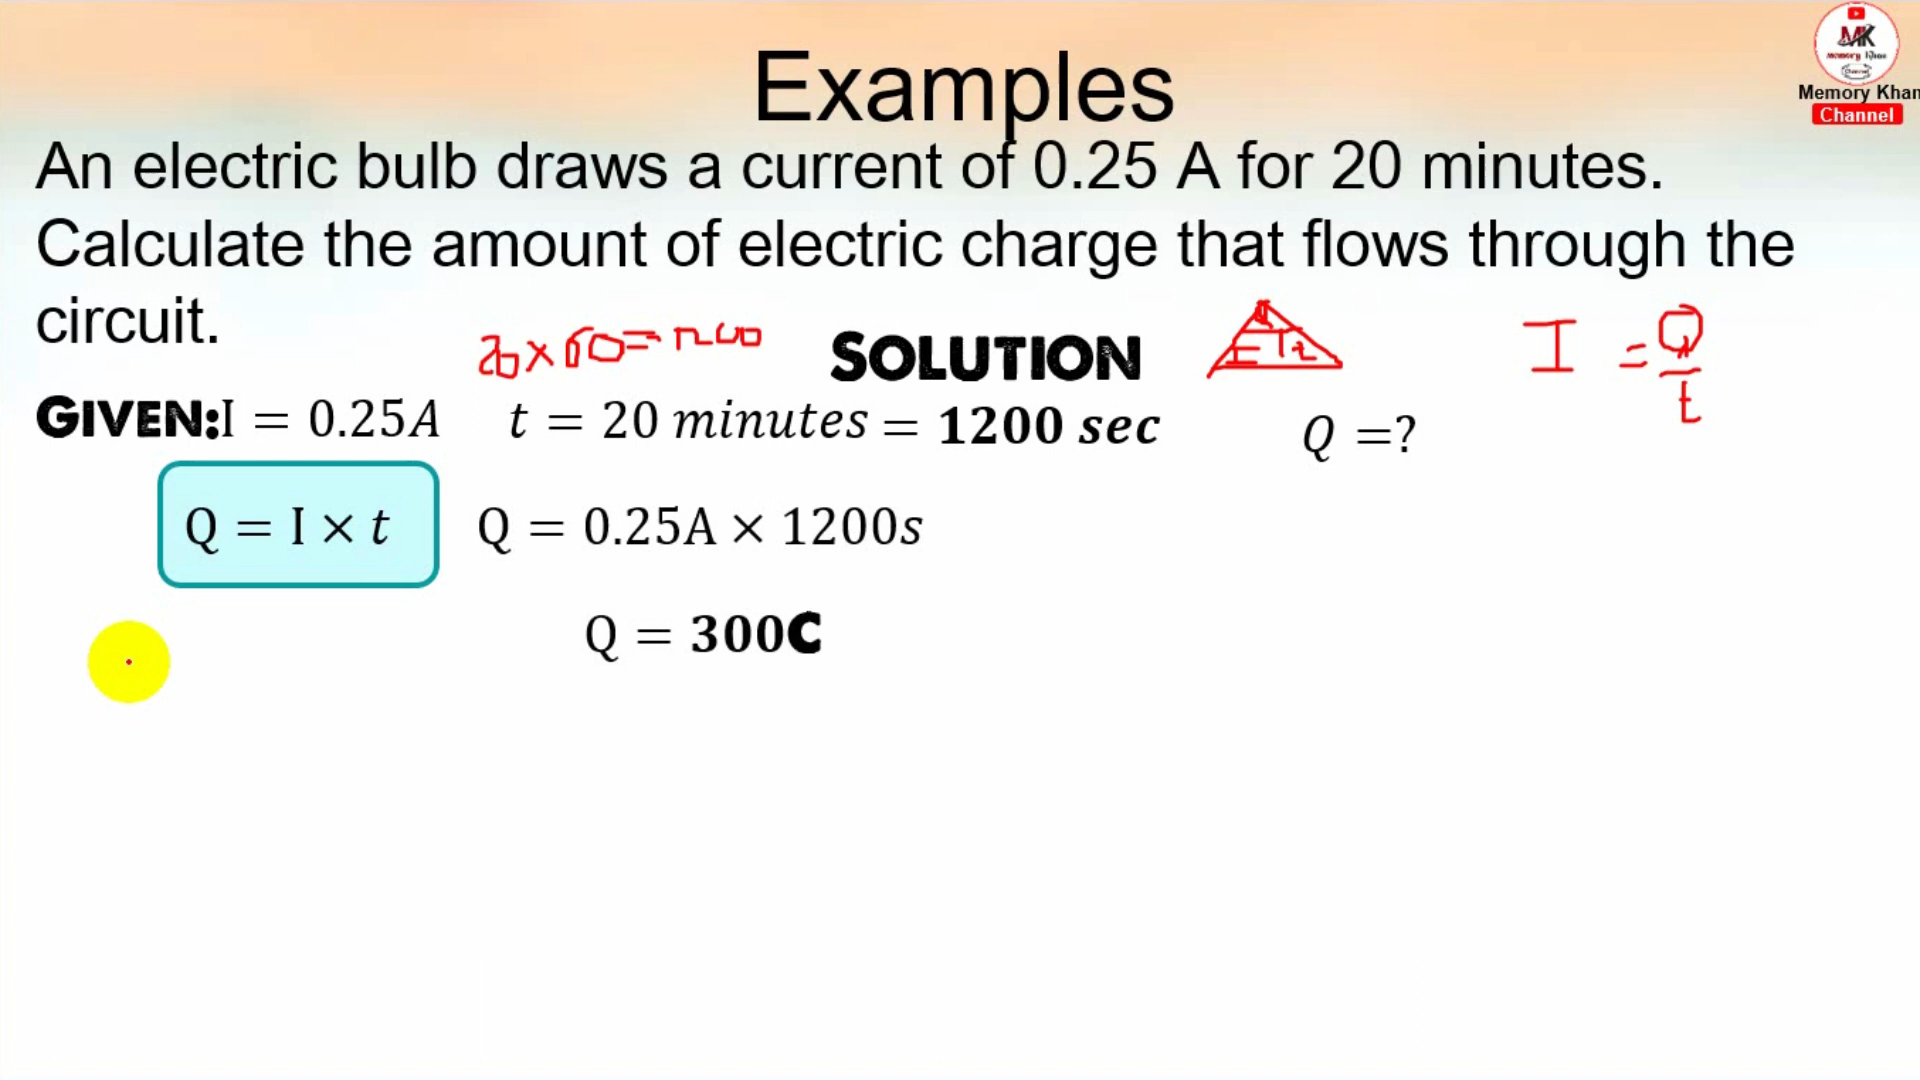 Examples
MK
Memory Khan
Channel
An electric bulb draws a current of 0.25 A for 20 minutes.
Calculate the amount of electric charge that flows through the
circuit.
20 × 60 = 1200
SOLUTION
Q
I t
I = Q/t
GIVEN: I = 0.25A t = 20 minutes = 1200 sec Q =?
Q = I × t Q = 0.25A × 1200s
Q = 300C